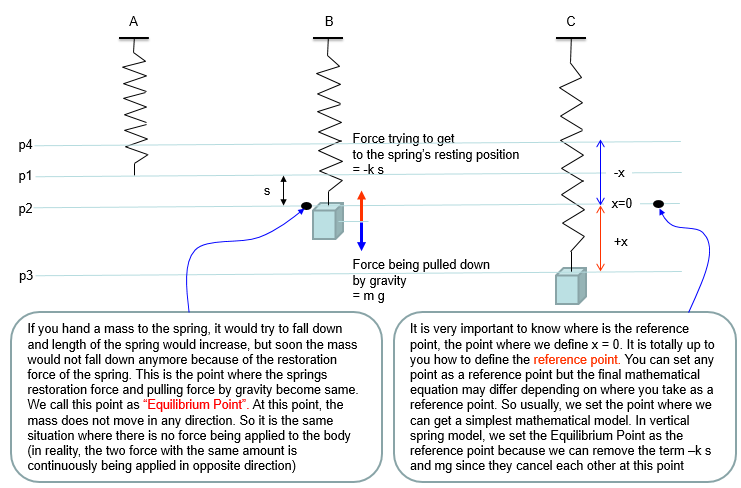 A
B
C
p4
p1
p2
p3
s
Force trying to get
to the spring's resting position
= -k s
Force being pulled down
by gravity
= m g
-x
x=0
+x
If you hand a mass to the spring, it would try to fall down
and length of the spring would increase, but soon the mass
would not fall down anymore because of the restoration
force of the spring. This is the point where the springs
restoration force and pulling force by gravity become same.
We call this point as “Equilibrium Point”. At this point, the
mass does not move in any direction. So it is the same
situation where there is no force being applied to the body
(in reality, the two force with the same amount is
continuously being applied in opposite direction)
It is very important to know where is the reference
point, the point where we define x = 0. It is totally up to
you how to define the reference point. You can set any
point as a reference point but the final mathematical
equation may differ depending on where you take as a
reference point. So usually, we set the point where we
can get a simplest mathematical model. In vertical
spring model, we set the Equilibrium Point as the
reference point because we can remove the term –k s
and mg since they cancel each other at this point